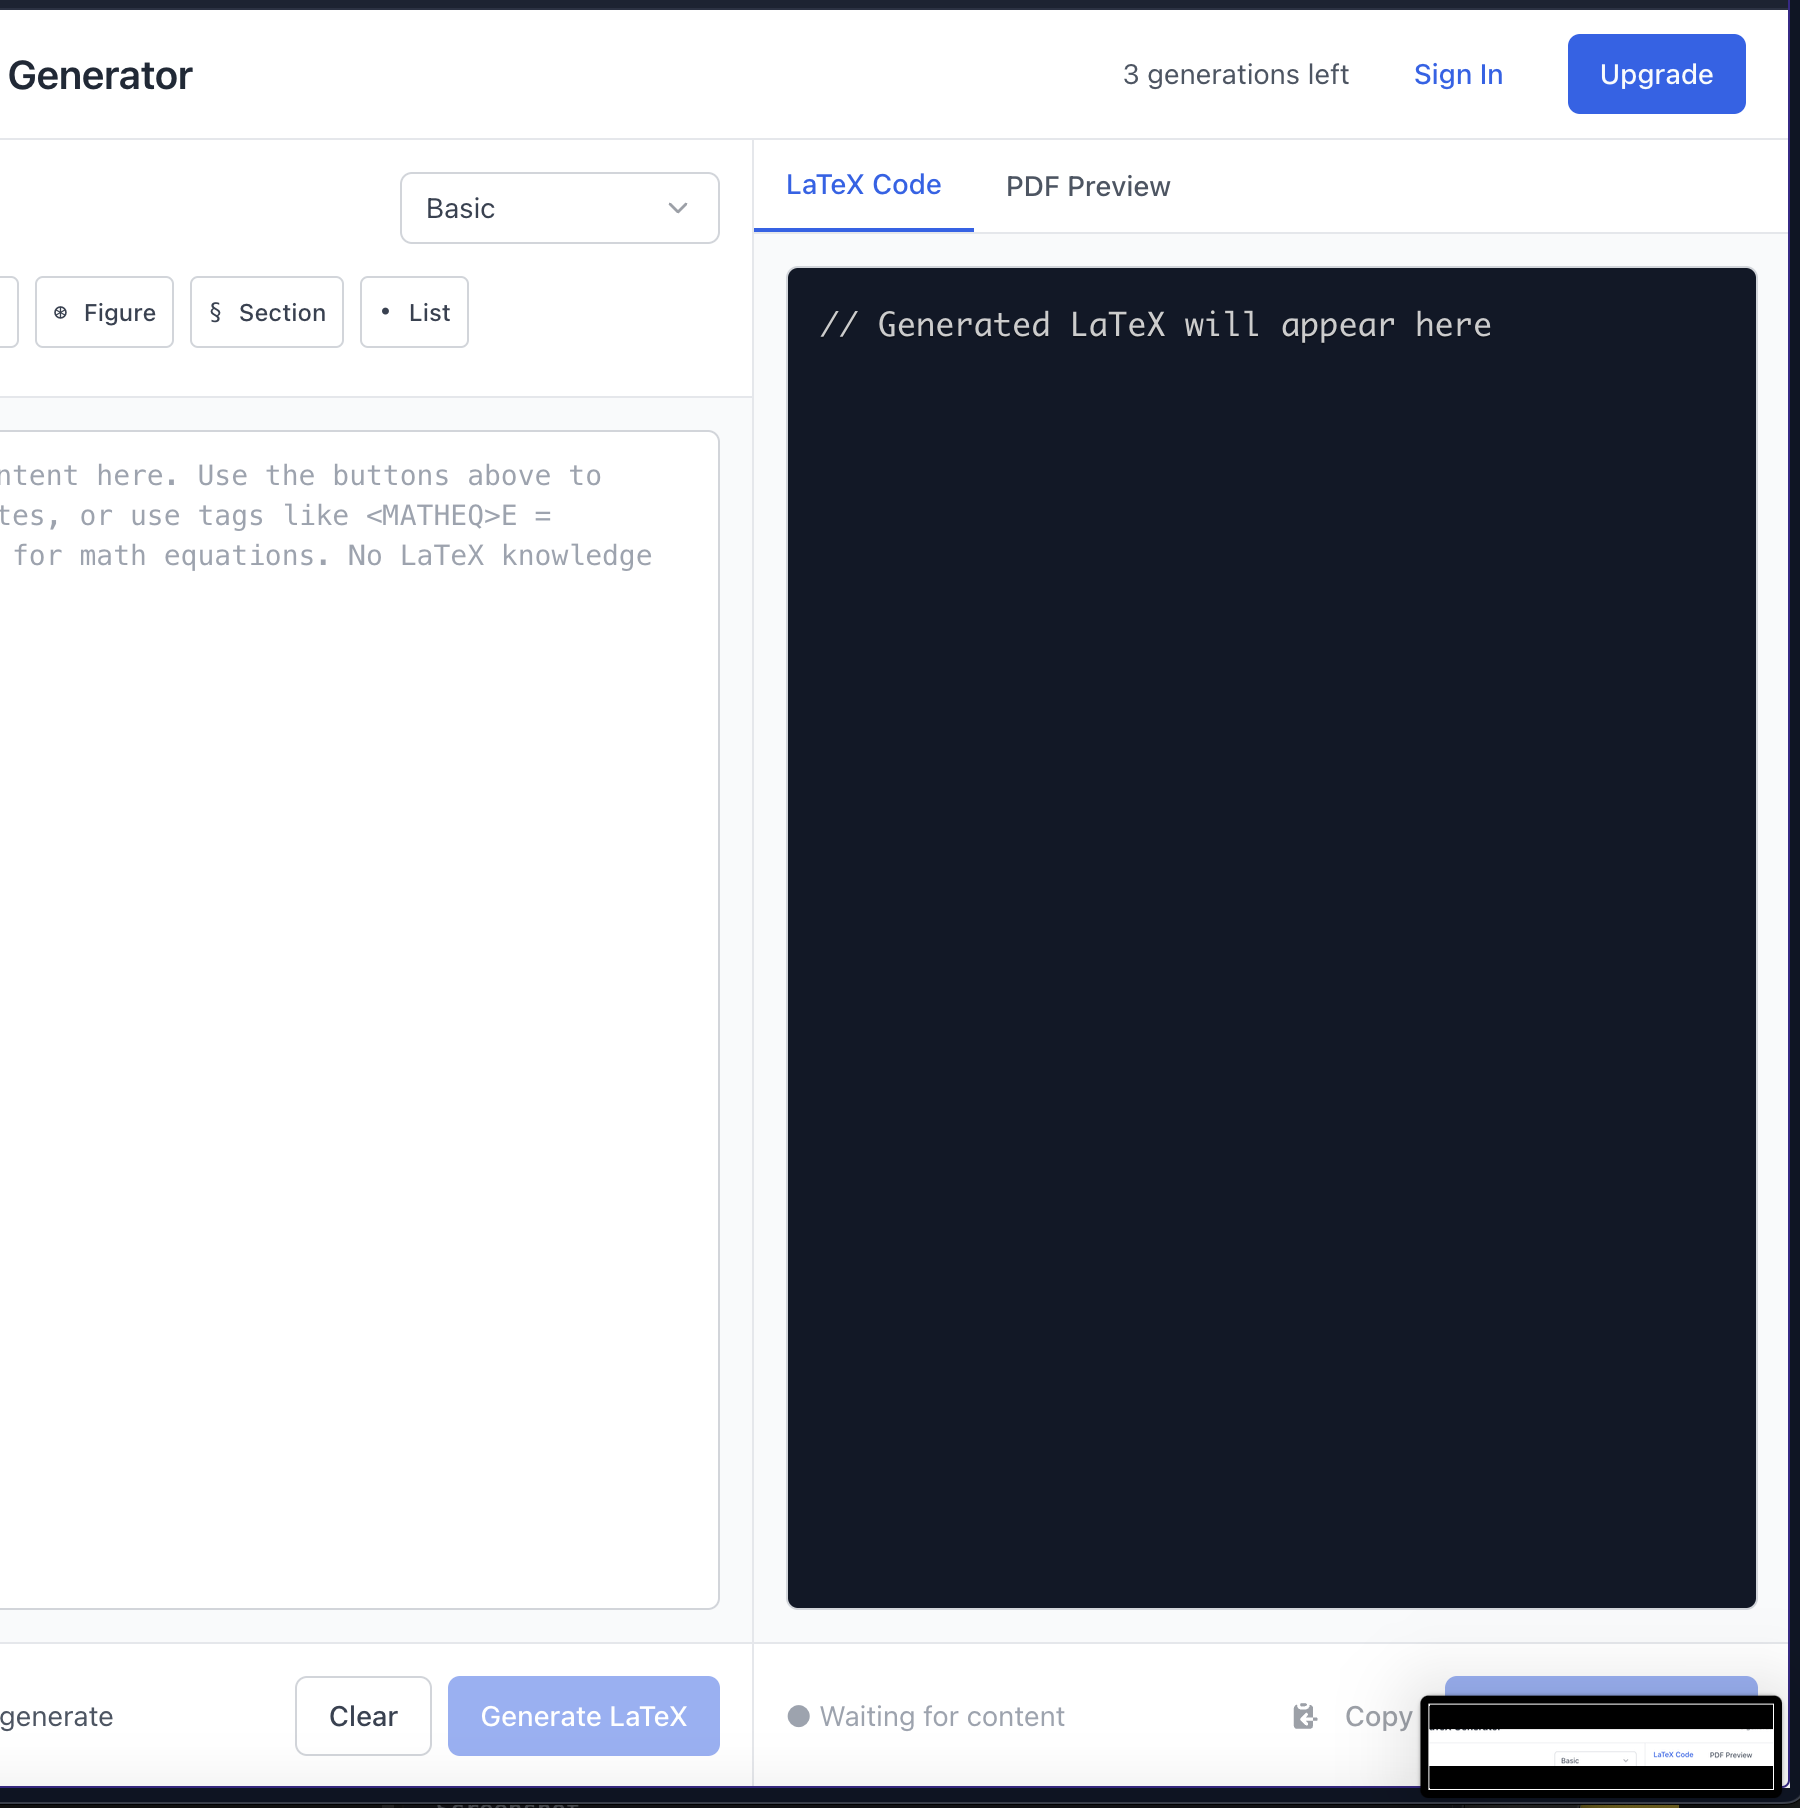 Generator
3 generations left
Sign In
Upgrade
Basic
Figure
§ Section
• List
ntent here. Use the buttons above to
tes, or use tags like <MATHEQ>E =
for math equations. No LaTeX knowledge
LaTeX Code
PDF Preview
// Generated LaTeX will appear here
generate
Clear
Generate LaTeX
Waiting for content
Copy
Basic
LaTeX Code
PDF Preview